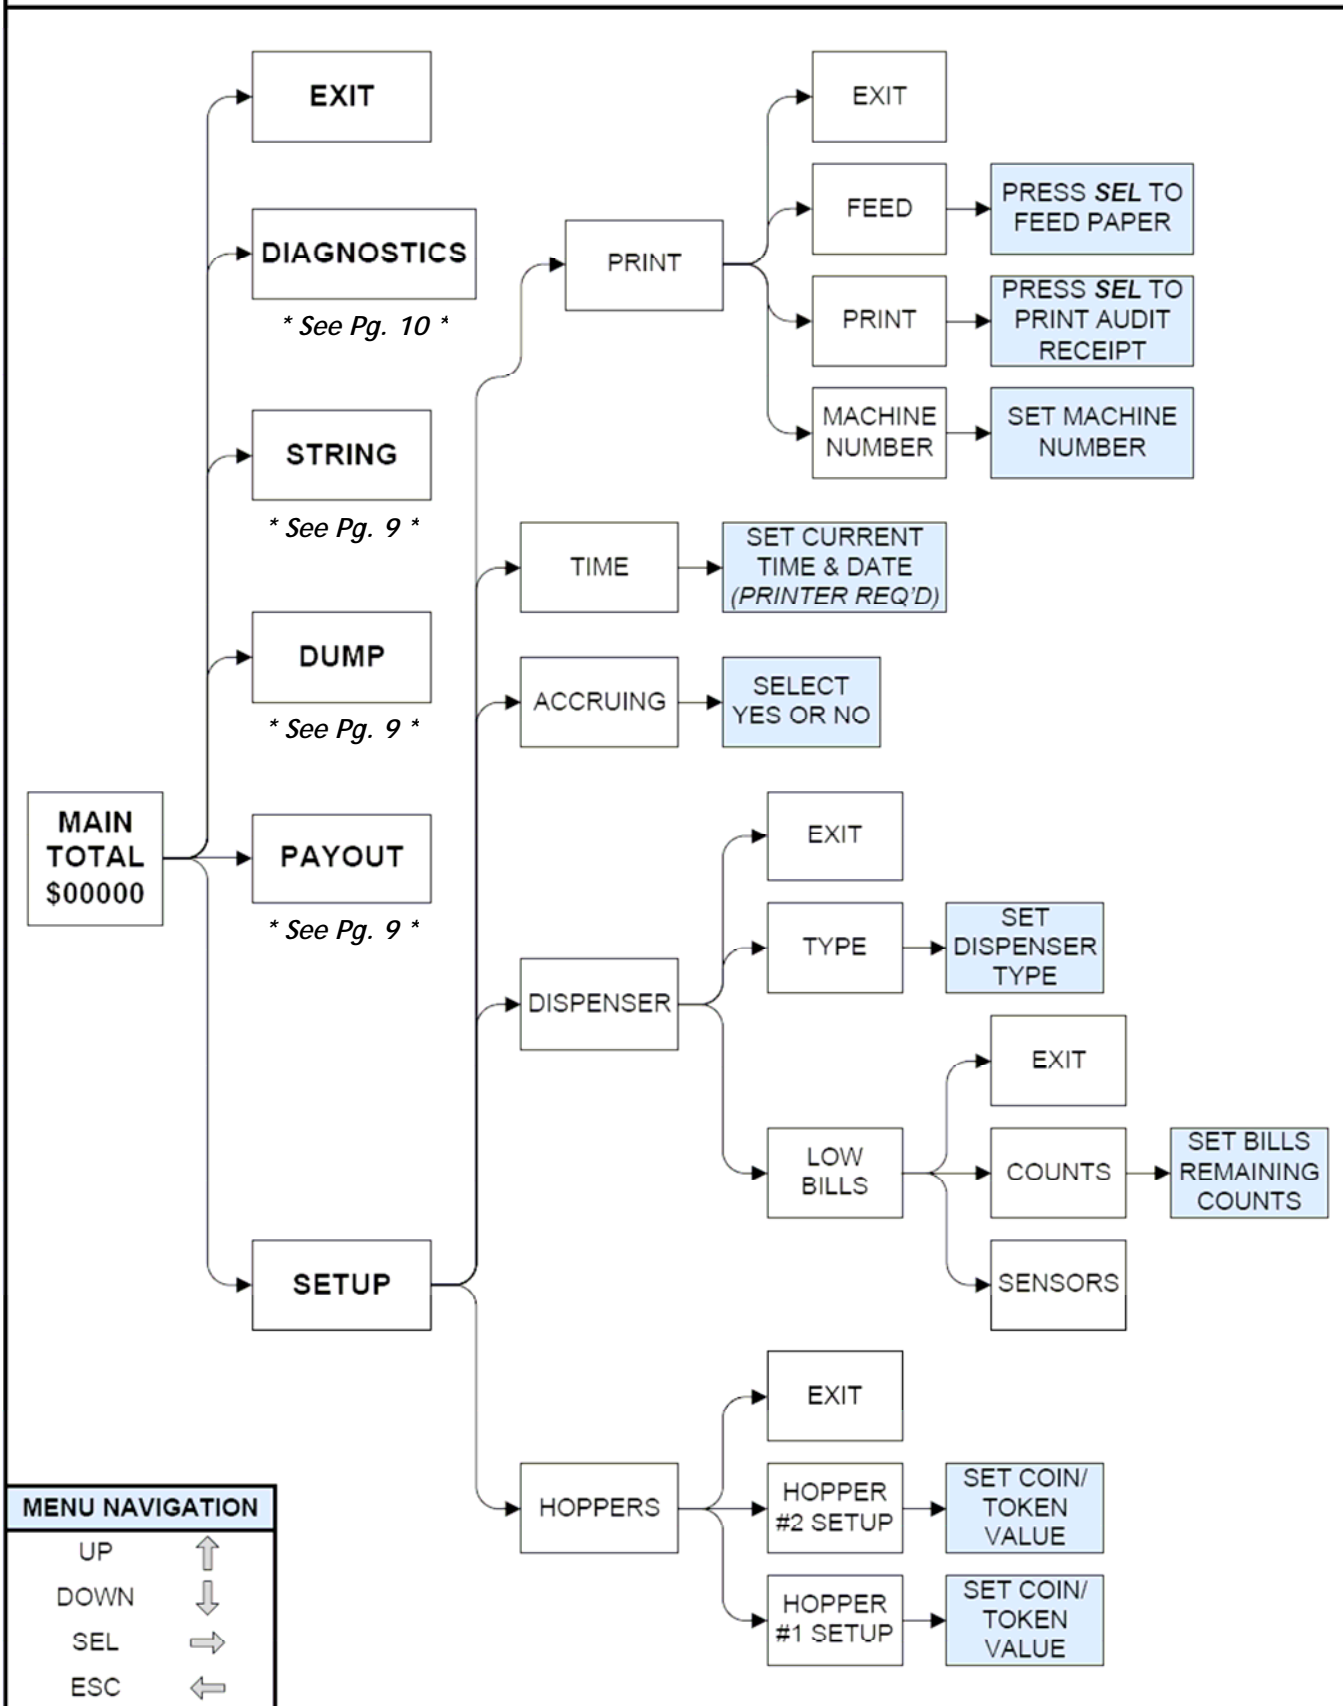 EXIT
DIAGNOSTICS
* See Pg. 10 *
STRING
* See Pg. 9 *
DUMP
* See Pg. 9 *
MAIN
TOTAL
$00000
PAYOUT
* See Pg. 9 *
SETUP
PRINT
EXIT
FEED
PRESS SEL TO
FEED PAPER
PRINT
PRESS SEL TO
PRINT AUDIT
RECEIPT
MACHINE
NUMBER
SET MACHINE
NUMBER
TIME
SET CURRENT
TIME & DATE
(PRINTER REQ'D)
ACCRUING
SELECT
YES OR NO
DISPENSER
EXIT
TYPE
SET
DISPENSER
TYPE
LOW
BILLS
EXIT
COUNTS
SET BILLS
REMAINING
COUNTS
SENSORS
HOPPERS
EXIT
HOPPER
#2 SETUP
SET COIN/
TOKEN
VALUE
HOPPER
#1 SETUP
SET COIN/
TOKEN
VALUE
MENU NAVIGATION
UP
DOWN
SEL
ESC